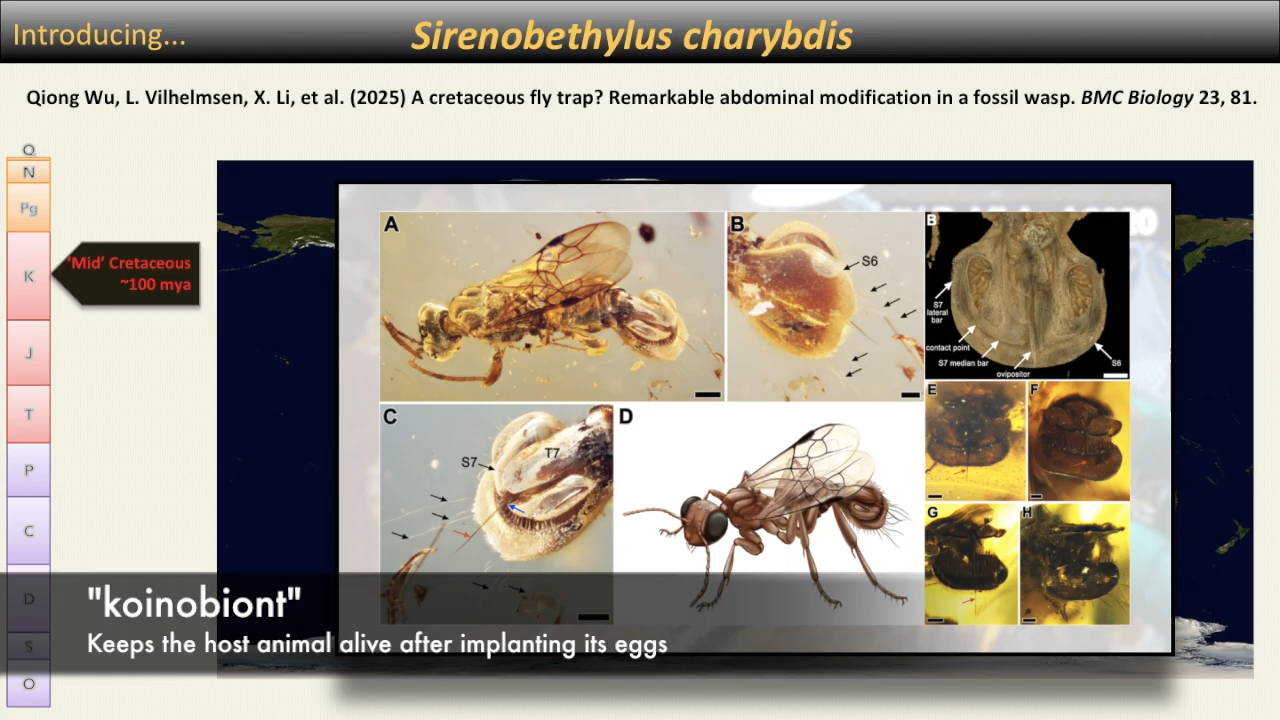 Introducing...
Sirenobethylus charybdis
Qiong Wu, L. Vilhelmsen, X. Li, et al. (2025) A cretaceous fly trap? Remarkable abdominal modification in a fossil wasp. BMC Biology 23, 81.
Q
N
Pg
K
J
T
P
C
D
S
O
'Mid' Cretaceous
~100 mya
A
B
S6
B
S7
lateral
bar
contact point
S7 median bar
ovipositor
S6
C
S7
T7
D
E
F
G
H
"koinobiont"
Keeps the host animal alive after implanting its eggs